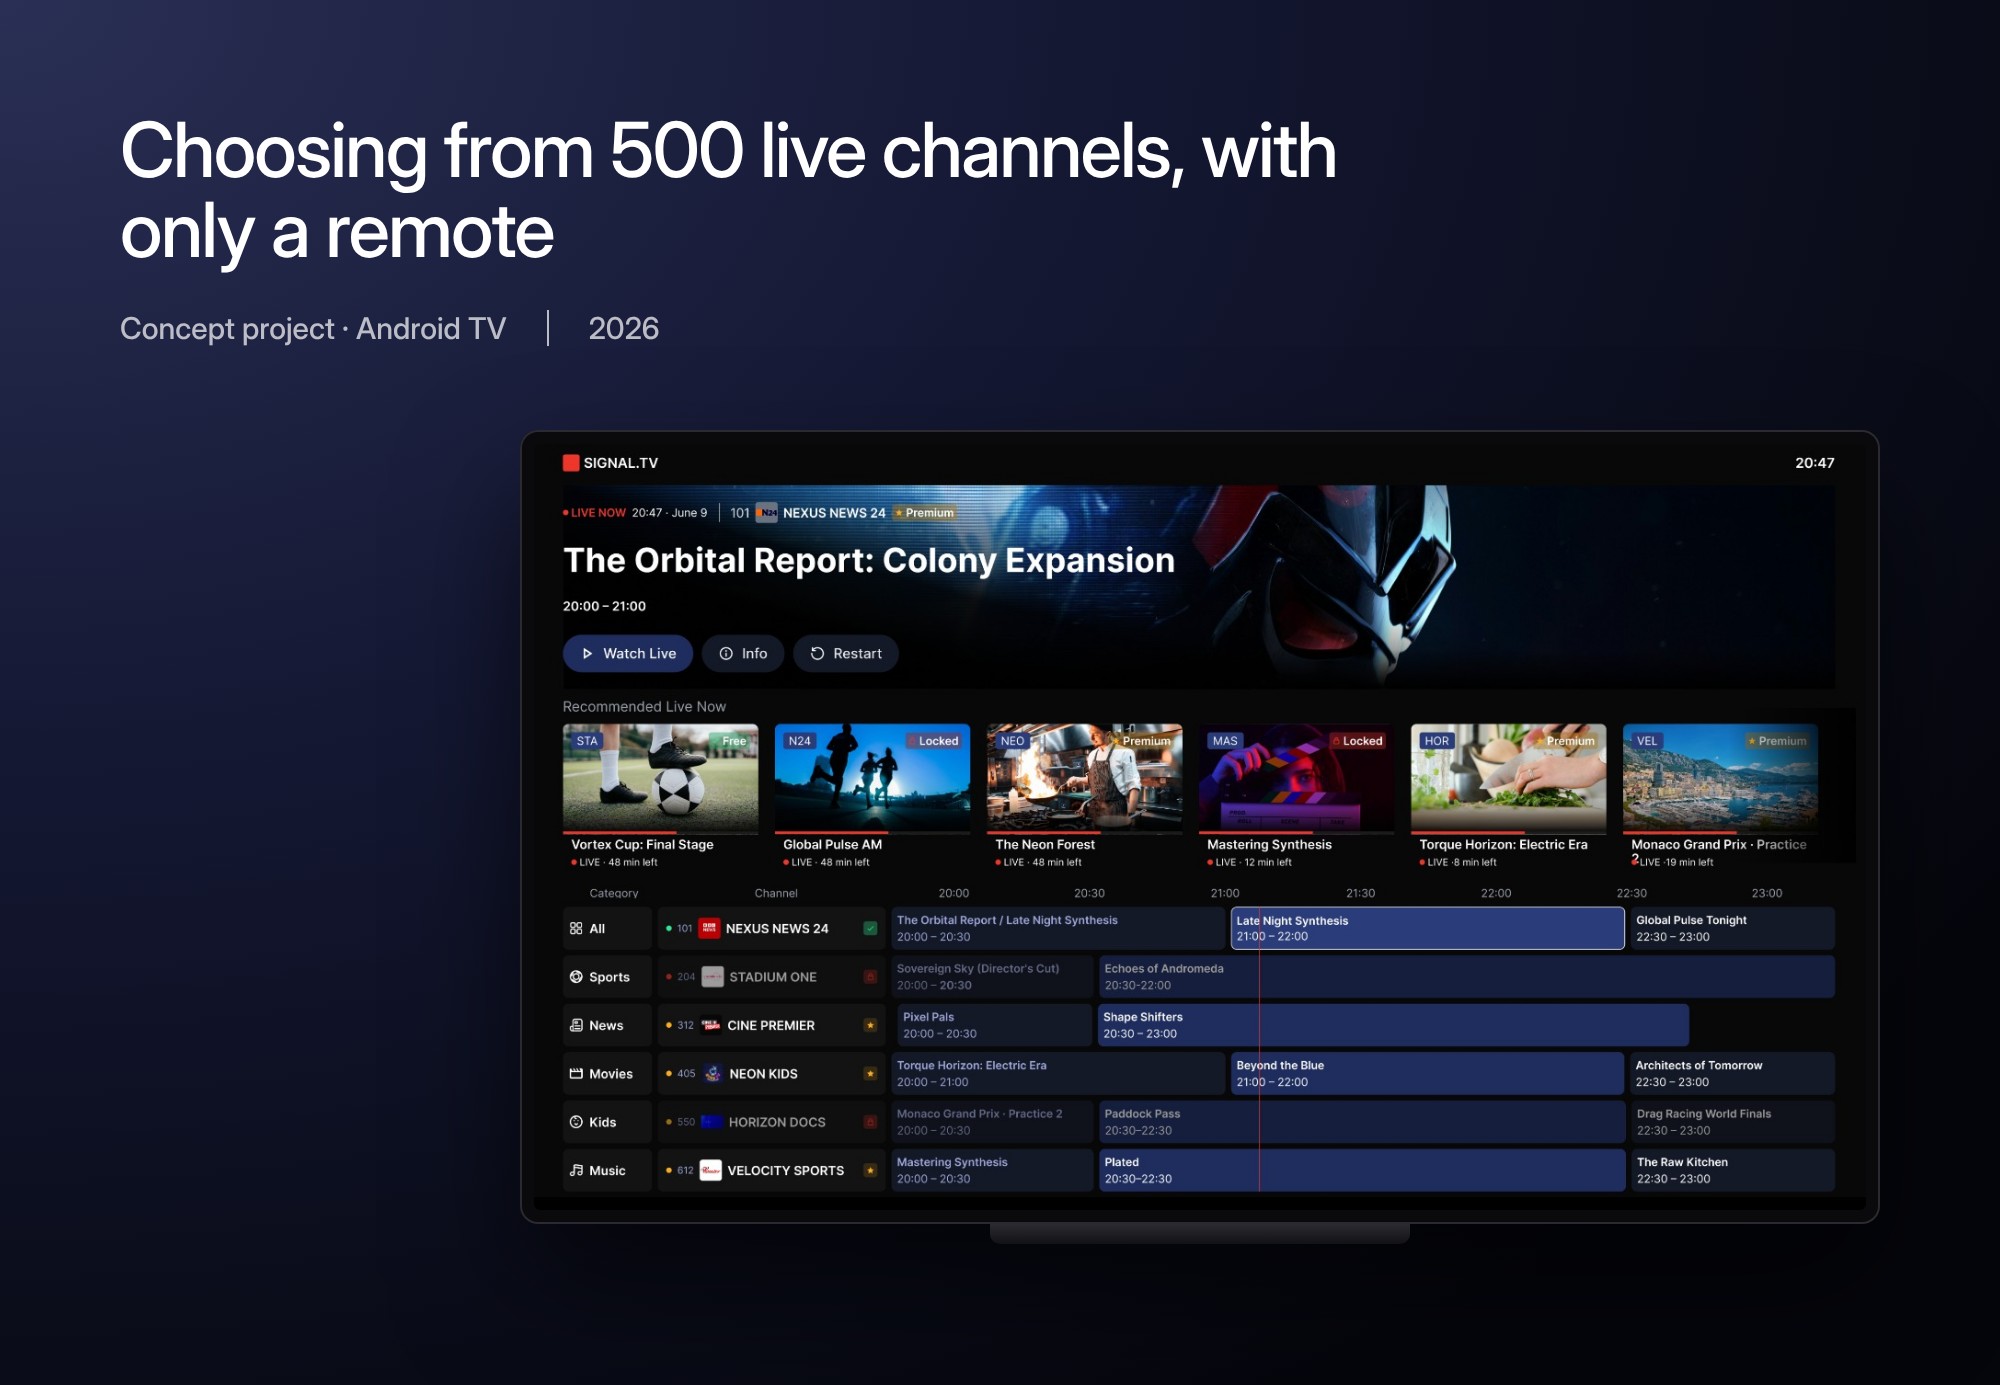 Choosing from 500 live channels, with
only a remote
Concept project · Android TV | 2026
SIGNAL.TV
20:47
LIVE NOW 20:47 · June 9 | 101 N24 NEXUS NEWS 24 Premium
The Orbital Report: Colony Expansion
20:00 – 21:00
Watch Live
Info
Restart
Recommended Live Now
STA Free
N24 Locked
NEO Premium
MAS Locked
HOR Premium
VEL Premium
Vortex Cup: Final Stage
LIVE · 48 min left
Global Pulse AM
LIVE · 48 min left
The Neon Forest
LIVE · 48 min left
Mastering Synthesis
LIVE · 12 min left
Torque Horizon: Electric Era
LIVE ·8 min left
Monaco Grand Prix · Practice
2
LIVE ·19 min left
Category Channel 20:00 20:30 21:00 21:30 22:00 22:30 23:00
All
101 NEXUS NEWS 24
The Orbital Report / Late Night Synthesis
20:00 – 20:30
Late Night Synthesis
21:00 – 22:00
Global Pulse Tonight
22:30 – 23:00
Sports
204 STADIUM ONE
Sovereign Sky (Director's Cut)
20:00 – 20:30
Echoes of Andromeda
20:30-22:00
News
312 CINE PREMIER
Pixel Pals
20:00 – 20:30
Shape Shifters
20:30 – 23:00
Movies
405 NEON KIDS
Torque Horizon: Electric Era
20:00 – 21:00
Beyond the Blue
21:00 – 22:00
Architects of Tomorrow
22:30 – 23:00
Kids
550 HORIZON DOCS
Monaco Grand Prix · Practice 2
20:00 – 20:30
Paddock Pass
20:30–22:30
Drag Racing World Finals
22:30 – 23:00
Music
612 VELOCITY SPORTS
Mastering Synthesis
20:00 – 20:30
Plated
20:30–22:30
The Raw Kitchen
22:30 – 23:00